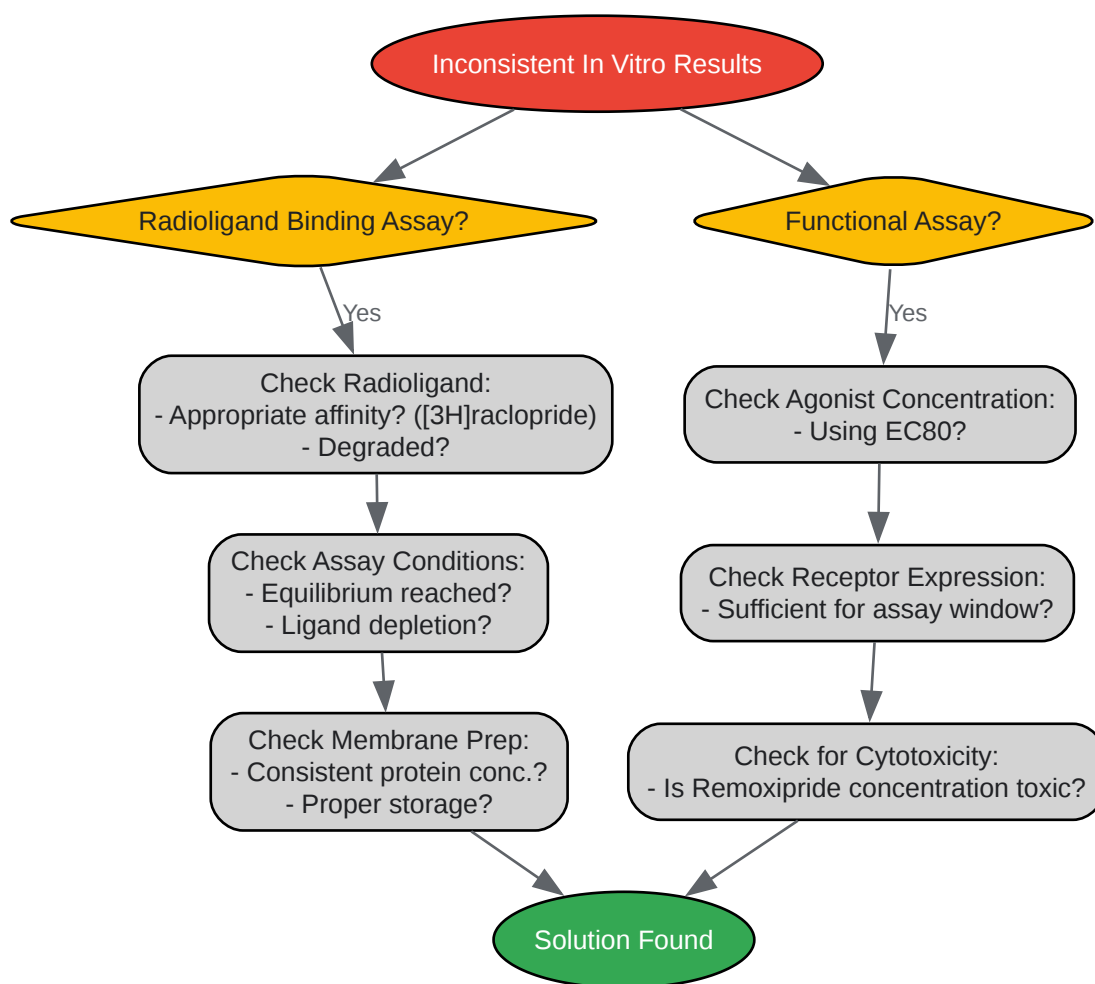 Inconsistent In Vitro Results
Radioligand Binding Assay?
Functional Assay?
Yes
Yes
Check Radioligand:
- Appropriate affinity? ([3H]raclopride)
- Degraded?
Check Agonist Concentration:
- Using EC80?
Check Assay Conditions:
- Equilibrium reached?
- Ligand depletion?
Check Receptor Expression:
- Sufficient for assay window?
Check Membrane Prep:
- Consistent protein conc.?
- Proper storage?
Check for Cytotoxicity:
- Is Remoxipride concentration toxic?
Solution Found